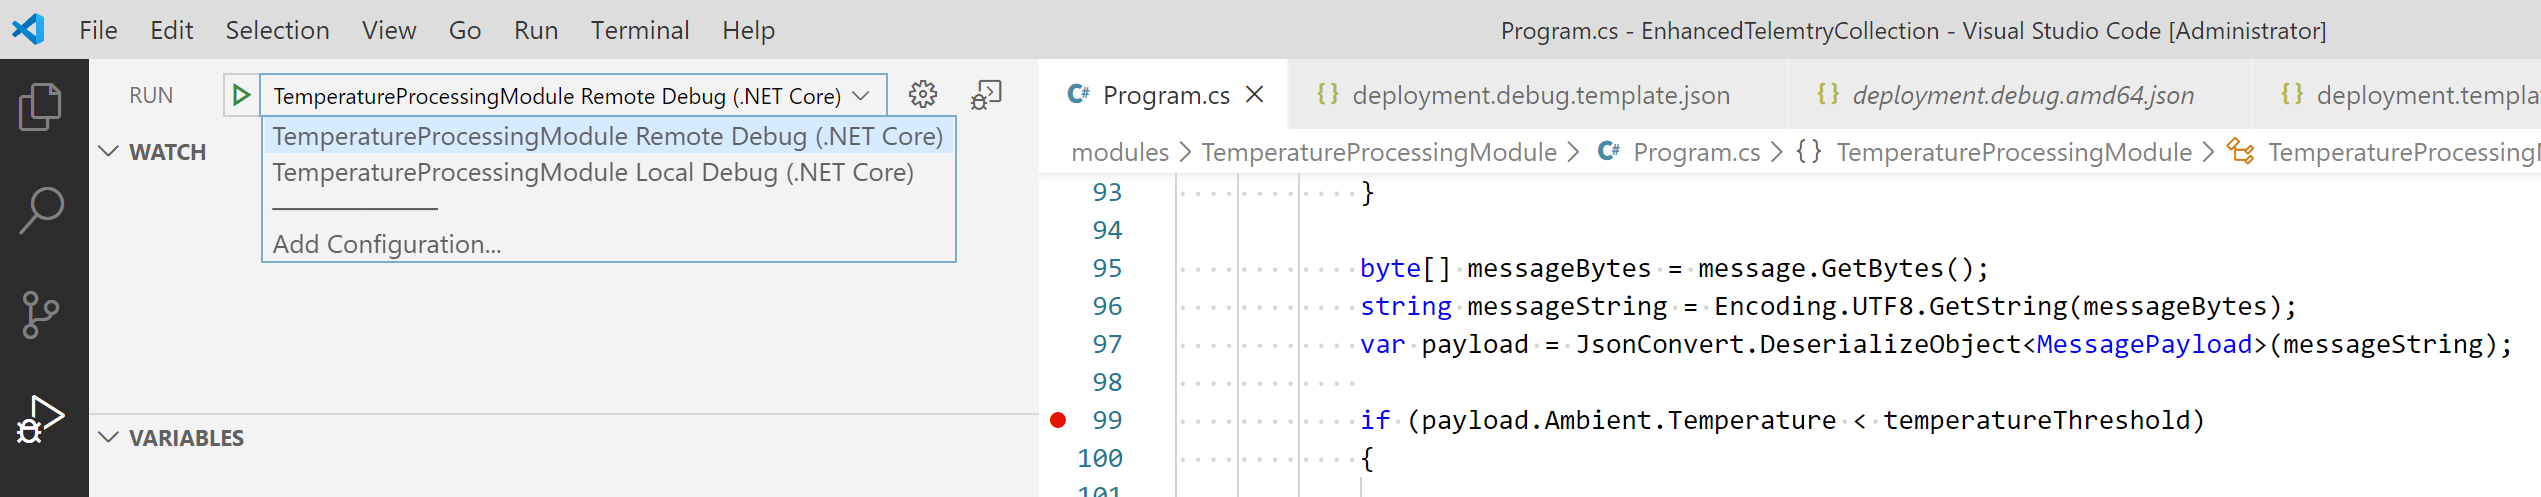 File Edit Selection View Go Run Terminal Help
Program.cs - EnhancedTelemtryCollection - Visual Studio Code [Administrator]
RUN
TemperatureProcessingModule Remote Debug (.NET Core)
TemperatureProcessingModule Remote Debug (.NET Core)
TemperatureProcessingModule Local Debug (.NET Core)
Add Configuration...
WATCH
VARIABLES
C# Program.cs {} deployment.debug.template.json {} deployment.debug.amd64.json {} deployment.templa
modules > TemperatureProcessingModule > C# Program.cs > {} TemperatureProcessingModule > TemperatureProcessing
93 }
94
95 byte[] messageBytes = message.GetBytes();
96 string messageString = Encoding.UTF8.GetString(messageBytes);
97 var payload = JsonConvert.DeserializeObject<MessagePayload>(messageString);
98
99 if (payload.Ambient.Temperature < temperatureThreshold)
100 {
101